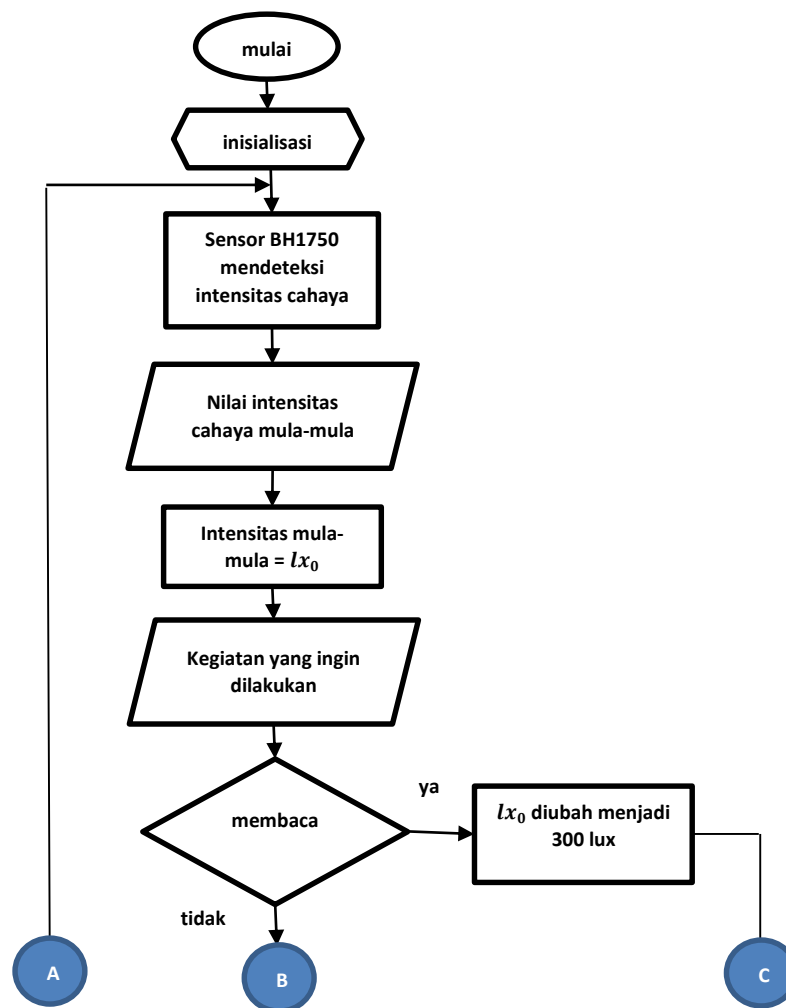 mulai
inisialisasi
Sensor BH1750
mendeteksi
intensitas cahaya
Nilai intensitas
cahaya mula-mula
Intensitas mula-
mula = lx₀
Kegiatan yang ingin
dilakukan
membaca
ya
lx₀ diubah menjadi
300 lux
tidak
A
B
C